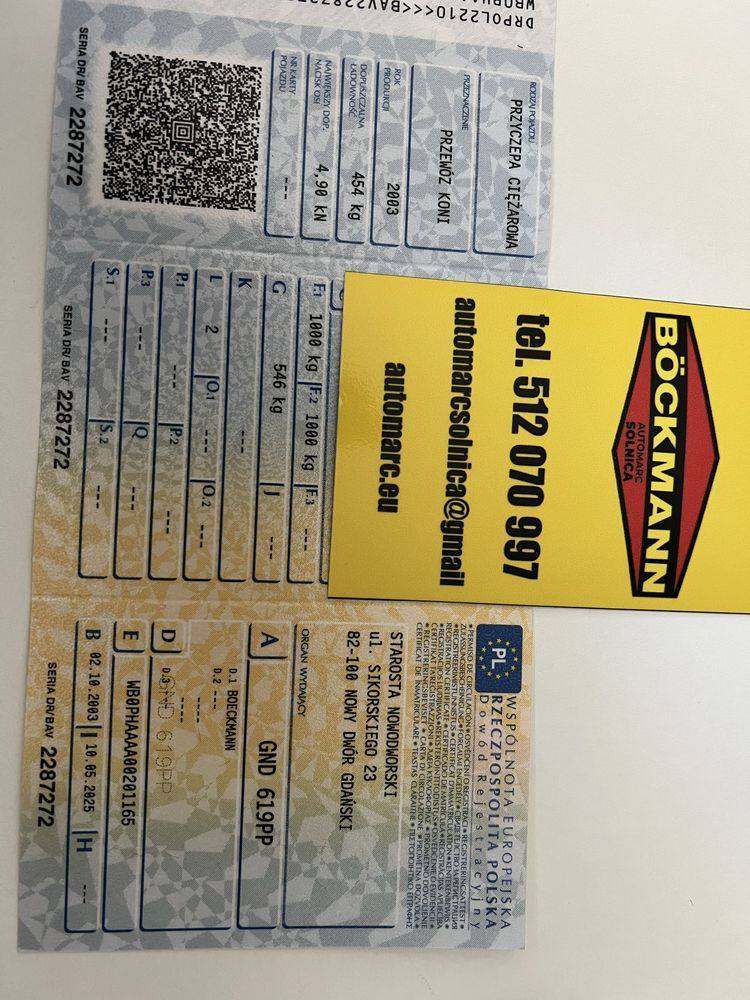 WSPÓLNOTA EUROPEJSKA
RZECZPOSPOLITA POLSKA
Dowód Rejestracyjny
PL
STAROSTA NOWODWORSKI
ul. SIKORSKIEGO 23
82-100 NOWY DWÓR GDAŃSKI
ORGAN WYDAJĄCY
A GND 619PP
D.1 BOECKMANN
D.2 ---
D ----
D.3 ----
GND 619PP
E WB0PHAAAA00201165
B 02.10.2003 I 10.05.2025 H ---
SERIA DR/BAV 2287272
F.1 1000 kg F.2 1000 kg F.3 ---
G 546 kg J ---
K ---
L 2 O.1 --- O.2 ---
P.1 --- P.2 ---
P.3 --- Q ---
S.1 --- S.2 ---
SERIA DR/BAV 2287272
RODZAJ POJAZDU
PRZYCZEPA CIĘŻAROWA
PRZEZNACZENIE
PRZEWÓZ KONI
ROK PRODUKCJI
2003
DOPUSZCZALNA ŁADOWNOŚĆ
454 kg
NAJWIĘKSZY DOP. NACISK OSI
4,90 kN
NR KARTY POJAZDU
---
SERIA DR/BAV 2287272
BÖCKMANN
AUTOMARC
SOLNICA
tel. 512 070 997
automarcsolnica@gmail
automarc.eu